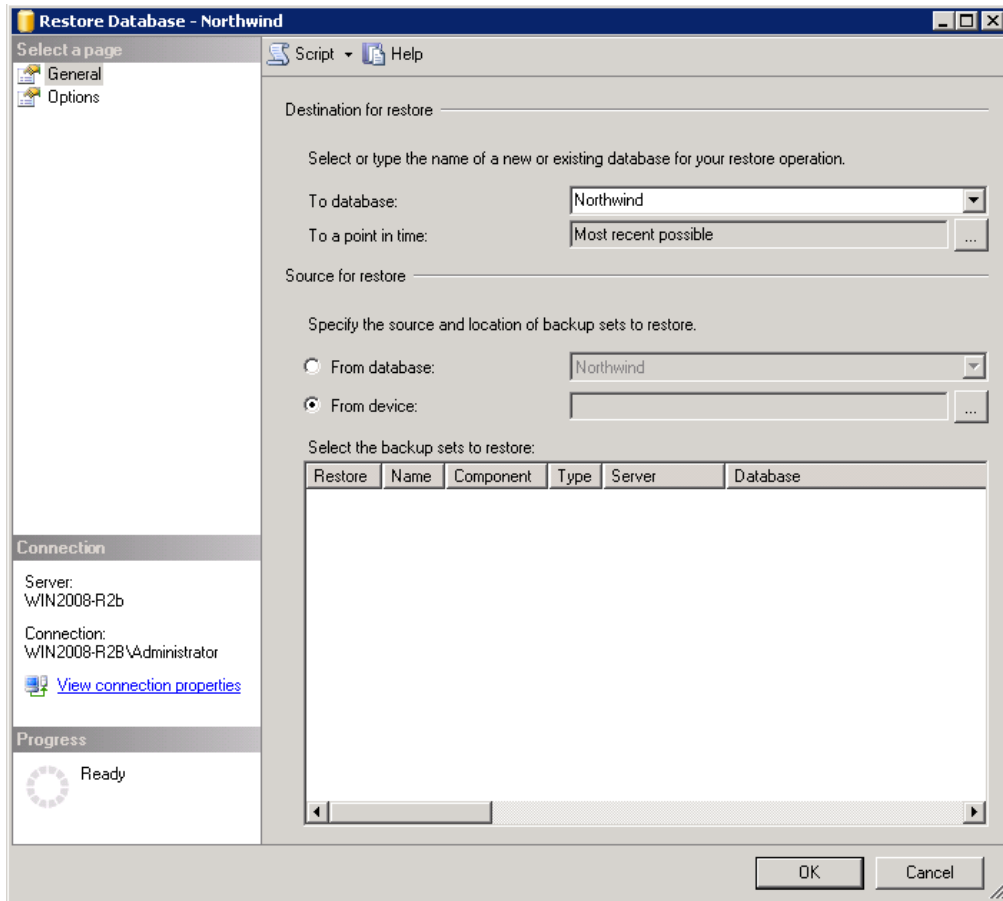 Restore Database - Northwind
Select a page
General
Options
Script
Help
Destination for restore
Select or type the name of a new or existing database for your restore operation.
To database:
Northwind
To a point in time:
Most recent possible
...
Source for restore
Specify the source and location of backup sets to restore.
From database:
Northwind
From device:
...
Select the backup sets to restore:
Restore Name Component Type Server Database
Connection
Server:
WIN2008-R2b
Connection:
WIN2008-R2B\Administrator
View connection properties
Progress
Ready
OK
Cancel